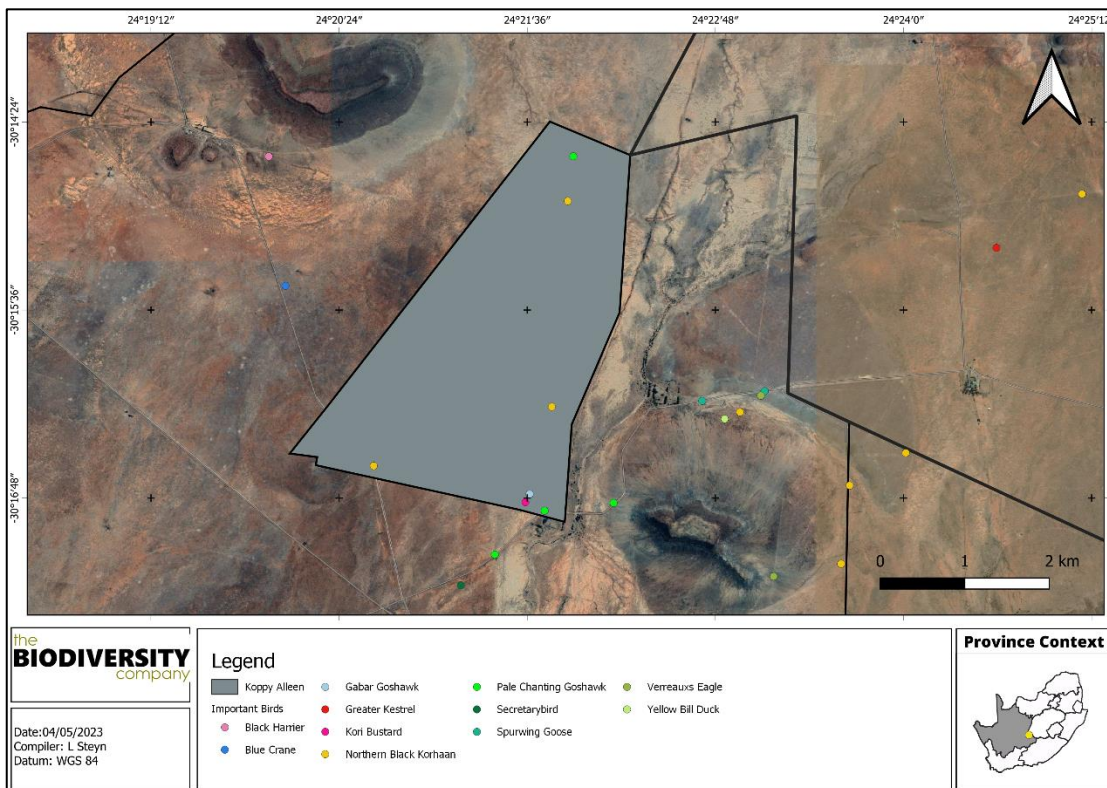 24°19′12″ 24°20′24″ 24°21′36″ 24°22′48″ 24°24′0″ 24°25′12
-30°14′24″
-30°15′36″
-30°16′48″
0 1 2 km
the
BIODIVERSITY
company
Date:04/05/2023
Compiler: L Steyn
Datum: WGS 84
Legend
Koppy Alleen
Important Birds
Black Harrier
Blue Crane
Gabar Goshawk
Greater Kestrel
Kori Bustard
Northern Black Korhaan
Pale Chanting Goshawk
Secretarybird
Spurwing Goose
Verreauxs Eagle
Yellow Bill Duck
Province Context